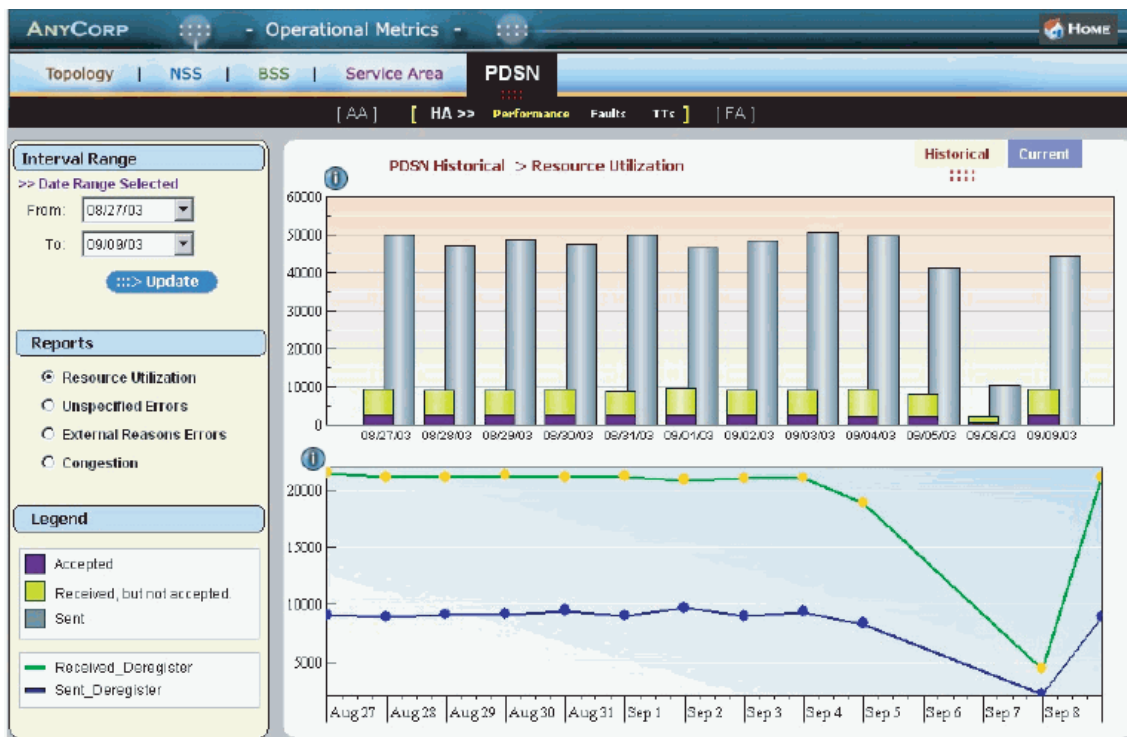 ANYCORP - Operational Metrics - HOME
Topology | NSS | BSS | Service Area PDSN
[ AA ] [ HA >> Performance Faults TTs ] [ FA ]
Interval Range
>> Date Range Selected
From: 08/27/03
To: 09/09/03
:::> Update
Reports
Resource Utilization
Unspecified Errors
External Reasons Errors
Congestion
Legend
Accepted
Received, but not accepted.
Sent
Received_Deregister
Sent_Deregister
PDSN Historical > Resource Utilization
Historical Current
60000
50000
40000
30000
20000
10000
0
08/27/03 08/28/03 08/29/03 08/30/03 08/31/03 09/01/03 09/02/03 09/03/03 09/04/03 09/05/03 09/08/03 09/09/03
20000
15000
10000
5000
Aug 27 Aug 28 Aug 29 Aug 30 Aug 31 Sep 1 Sep 2 Sep 3 Sep 4 Sep 5 Sep 6 Sep 7 Sep 8